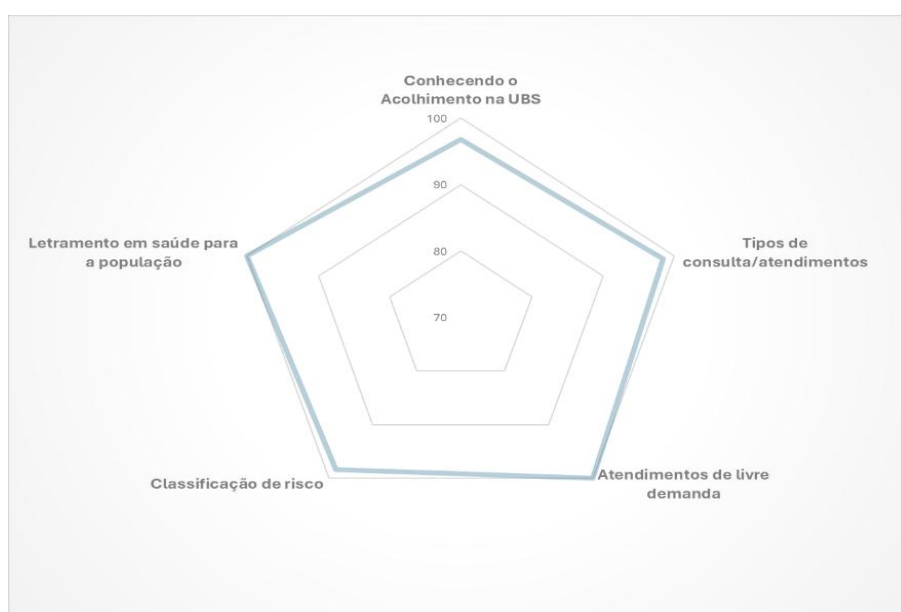 Conhecendo o
Acolhimento na UBS
100
90
80
70
Tipos de
consulta/atendimentos
Atendimentos de livre
demanda
Classificação de risco
Letramento em saúde para
a população